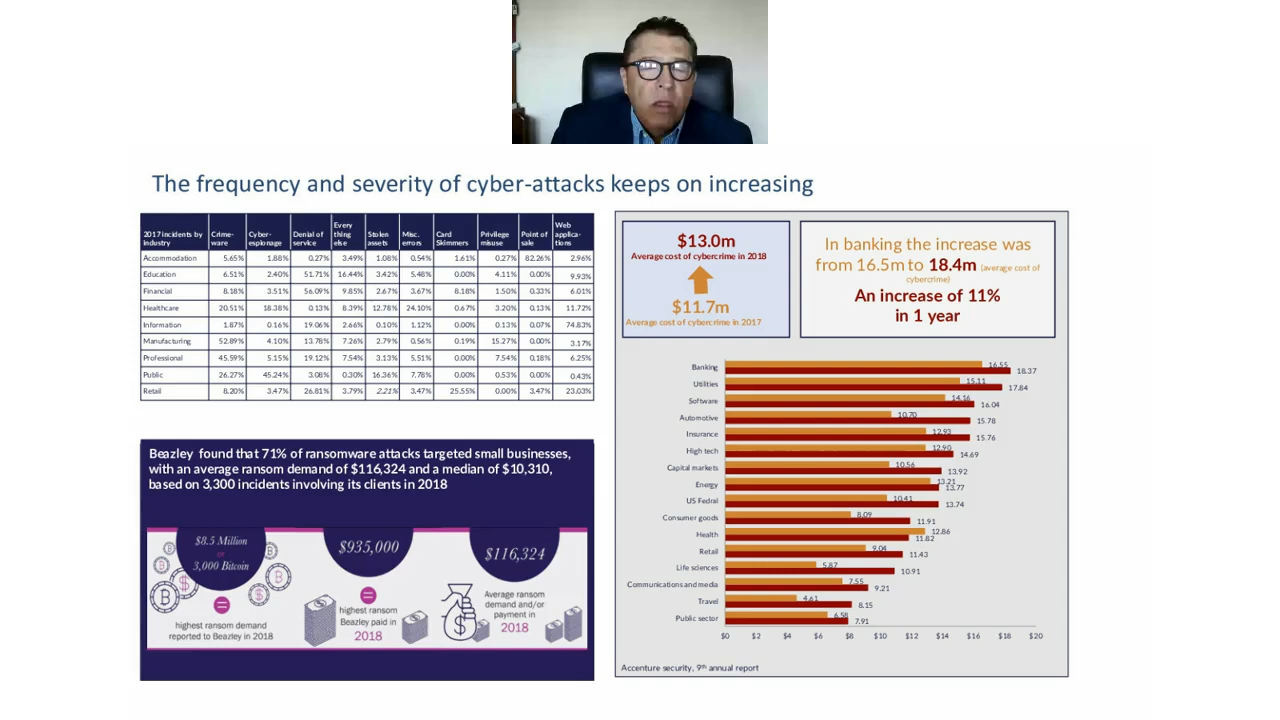 The frequency and severity of cyber-attacks keeps on increasing
2017 incidents by industry Crime-ware Cyber-espionage Denial of service Every thing else Stolen assets Misc. errors Card Skimmers Privilege misuse Point of sale Web applica-tions
Accommodation 5.65% 1.88% 0.27% 3.49% 1.08% 0.54% 1.61% 0.27% 82.26% 2.96%
Education 6.51% 2.40% 51.71% 16.44% 3.42% 5.48% 0.00% 4.11% 0.00% 9.93%
Financial 8.18% 3.51% 56.09% 9.85% 2.67% 3.67% 8.18% 1.50% 0.33% 6.01%
Healthcare 20.51% 18.38% 0.13% 8.39% 12.78% 24.10% 0.67% 3.20% 0.13% 11.72%
Information 1.87% 0.16% 19.06% 2.66% 0.10% 1.12% 0.00% 0.13% 0.07% 74.83%
Manufacturing 52.89% 4.10% 13.78% 7.26% 2.79% 0.56% 0.19% 15.27% 0.00% 3.17%
Professional 45.59% 5.15% 19.12% 7.54% 3.13% 5.51% 0.00% 7.54% 0.18% 6.25%
Public 26.27% 45.24% 3.08% 0.30% 16.36% 7.78% 0.00% 0.53% 0.00% 0.43%
Retail 8.20% 3.47% 26.81% 3.79% 2.21% 3.47% 25.55% 0.00% 3.47% 23.03%
Beazley found that 71% of ransomware attacks targeted small businesses,
with an average ransom demand of $116,324 and a median of $10,310,
based on 3,300 incidents involving its clients in 2018
$8.5 Million
or
3,000 Bitcoin
=
highest ransom demand
reported to Beazley in 2018
$935,000
=
highest ransom
Beazley paid in
2018
$116,324
Average ransom
demand and/or
payment in
2018
$13.0m
Average cost of cybercrime in 2018
$11.7m
Average cost of cybercrime in 2017
In banking the increase was
from 16.5m to 18.4m (average cost of
cybercrime)
An increase of 11%
in 1 year
Banking 16.55 18.37
Utilities 15.11 17.84
Software 14.16 16.04
Automotive 10.70 15.78
Insurance 12.93 15.76
High tech 12.90 14.69
Capital markets 10.56 13.92
Energy 13.21 13.77
US Fedral 10.41 13.74
Consumer goods 8.09 11.91
Health 12.86 11.82
Retail 9.04 11.43
Life sciences 5.87 10.91
Communications and media 7.55 9.21
Travel 4.61 8.15
Public sector 6.58 7.91
$0 $2 $4 $6 $8 $10 $12 $14 $16 $18 $20
Accenture security, 9th annual report